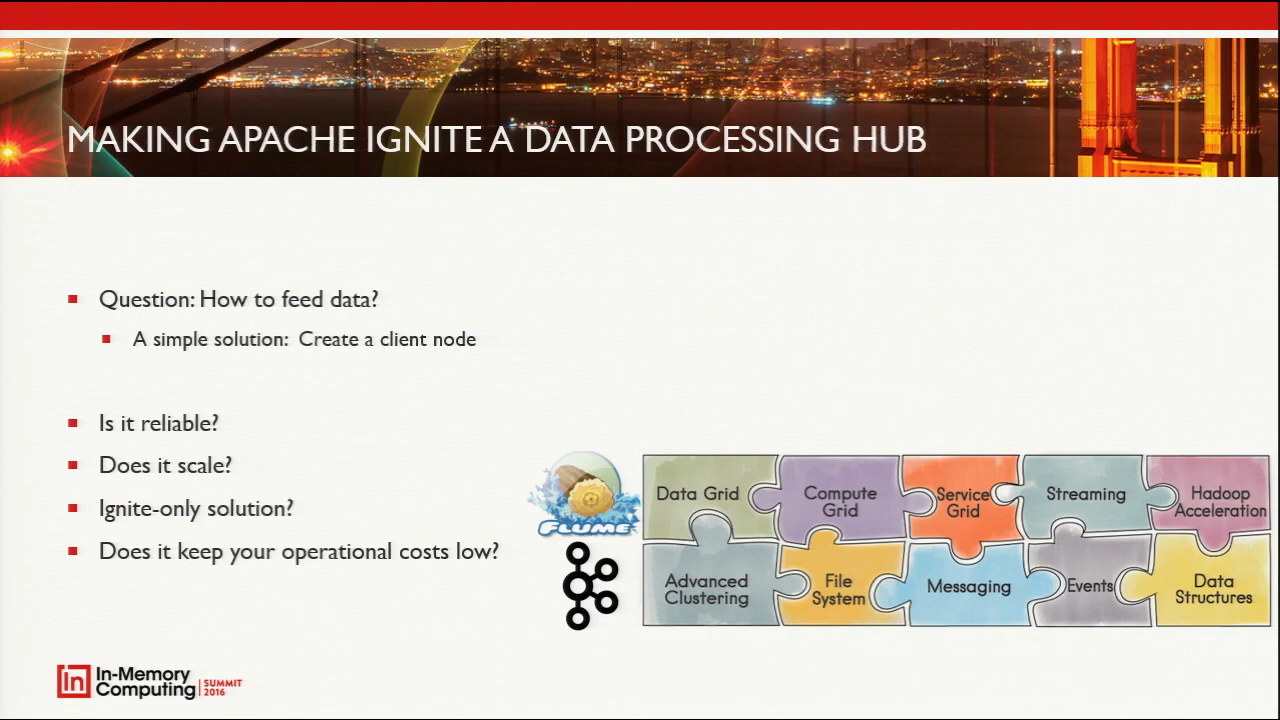 MAKING APACHE IGNITE A DATA PROCESSING HUB
Question: How to feed data?
A simple solution: Create a client node
Is it reliable?
Does it scale?
Ignite-only solution?
Does it keep your operational costs low?
FLUME
Data Grid
Compute
Grid
Service
Grid
Streaming
Hadoop
Acceleration
Advanced
Clustering
File
System
Messaging
Events
Data
Structures
in
In-Memory
Computing
SUMMIT
2016